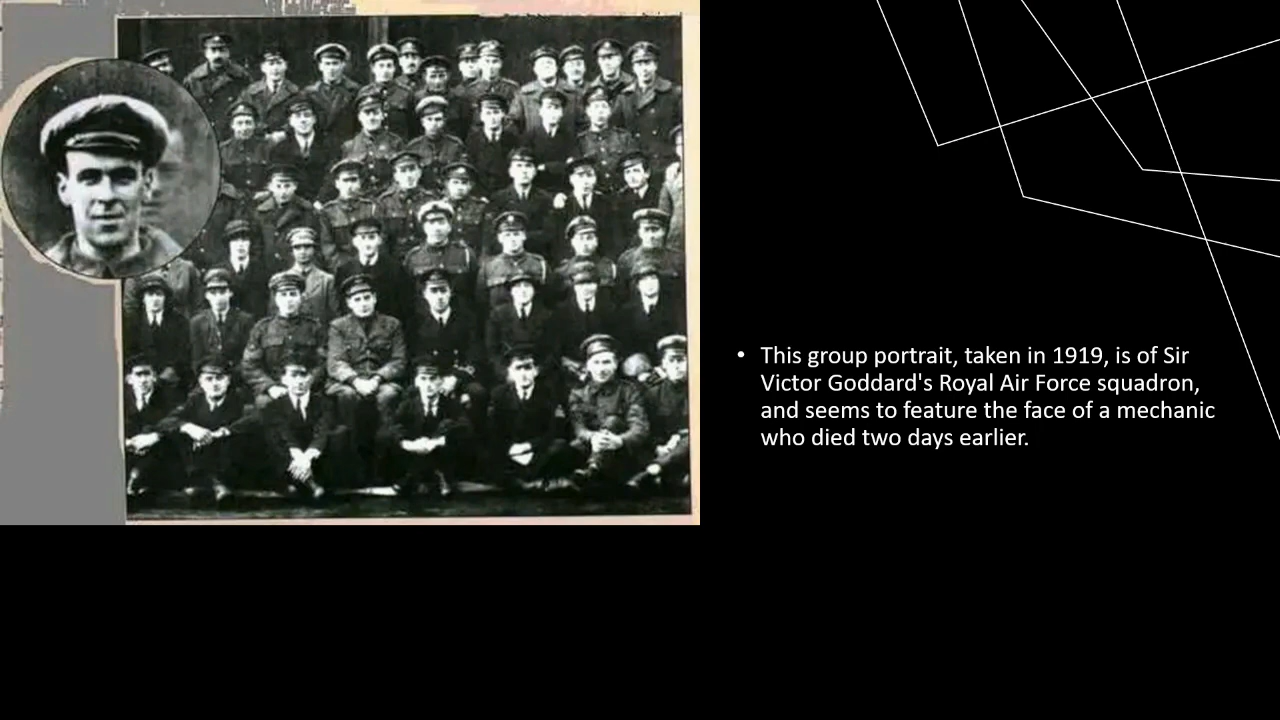 • This group portrait, taken in 1919, is of Sir
Victor Goddard's Royal Air Force squadron,
and seems to feature the face of a mechanic
who died two days earlier.